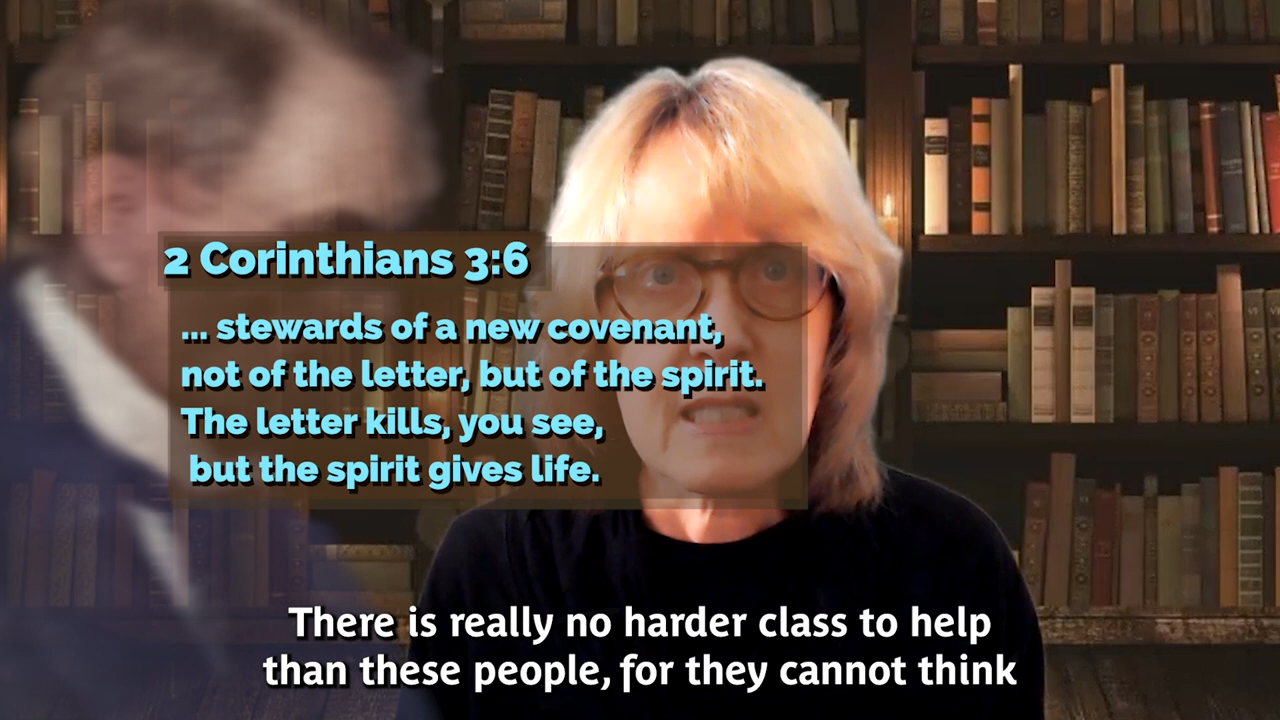 2 Corinthians 3:6
... stewards of a new covenant,
not of the letter, but of the spirit.
The letter kills, you see,
but the spirit gives life.
There is really no harder class to help
than these people, for they cannot think